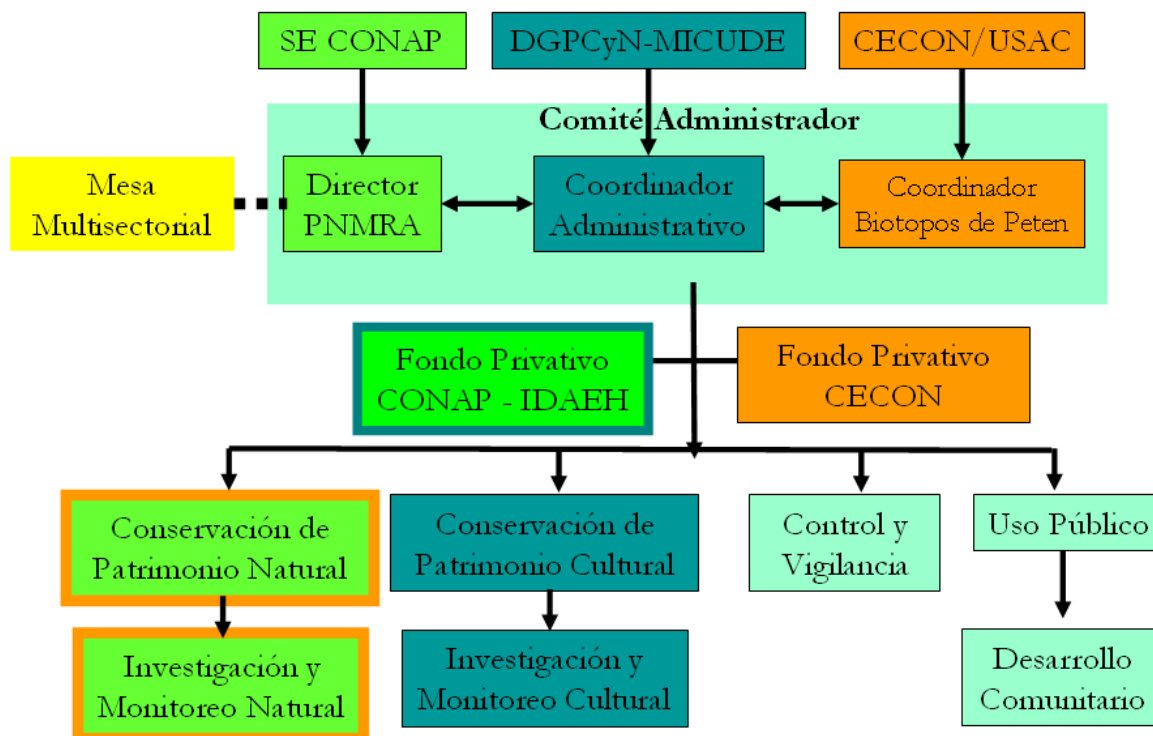 SE CONAP
DGPCyN-MICUDE
CECON/USAC
Comité Administrador
Mesa
Multisectorial
Director
PNMRA
Coordinador
Administrativo
Coordinador
Biotopos de Peten
Fondo Privativo
CONAP - IDAEH
Fondo Privativo
CECON
Conservación de
Patrimonio Natural
Conservación de
Patrimonio Cultural
Control y
Vigilancia
Uso Público
Investigación y
Monitoreo Natural
Investigación y
Monitoreo Cultural
Desarrollo
Comunitario